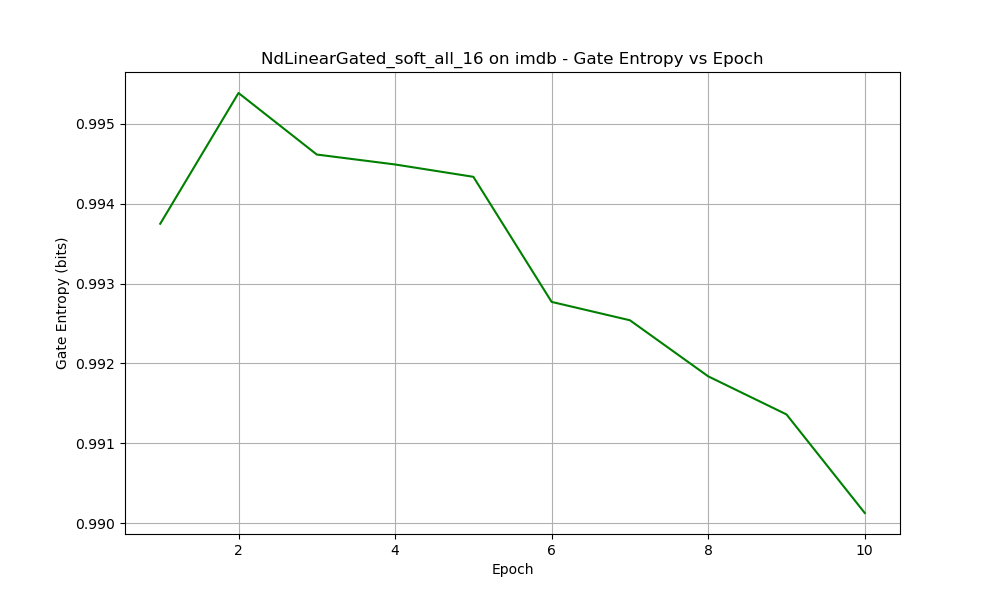 NdLinearGated_soft_all_16 on imdb - Gate Entropy vs Epoch
Gate Entropy (bits)
0.995
0.994
0.993
0.992
0.991
0.990
2 4 6 8 10
Epoch